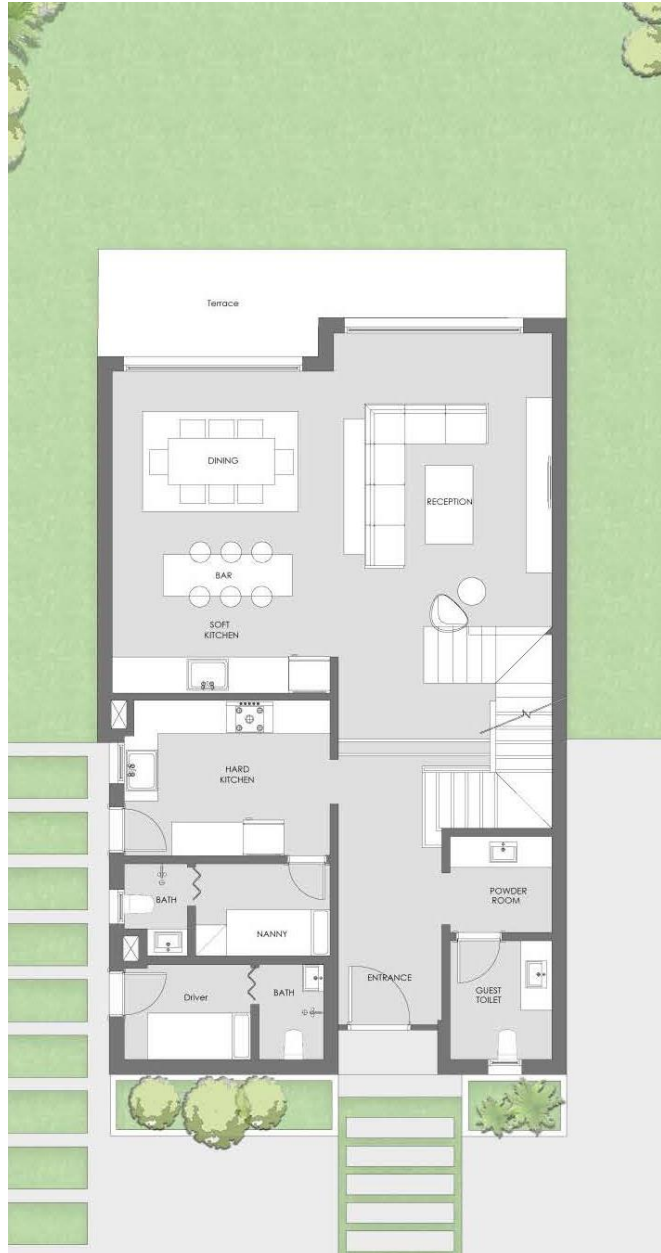 Terrace
DINING
RECEPTION
BAR
SOFT
KITCHEN
HARD
KITCHEN
BATH
NANNY
POWDER
ROOM
Driver
BATH
ENTRANCE
GUEST
TOILET